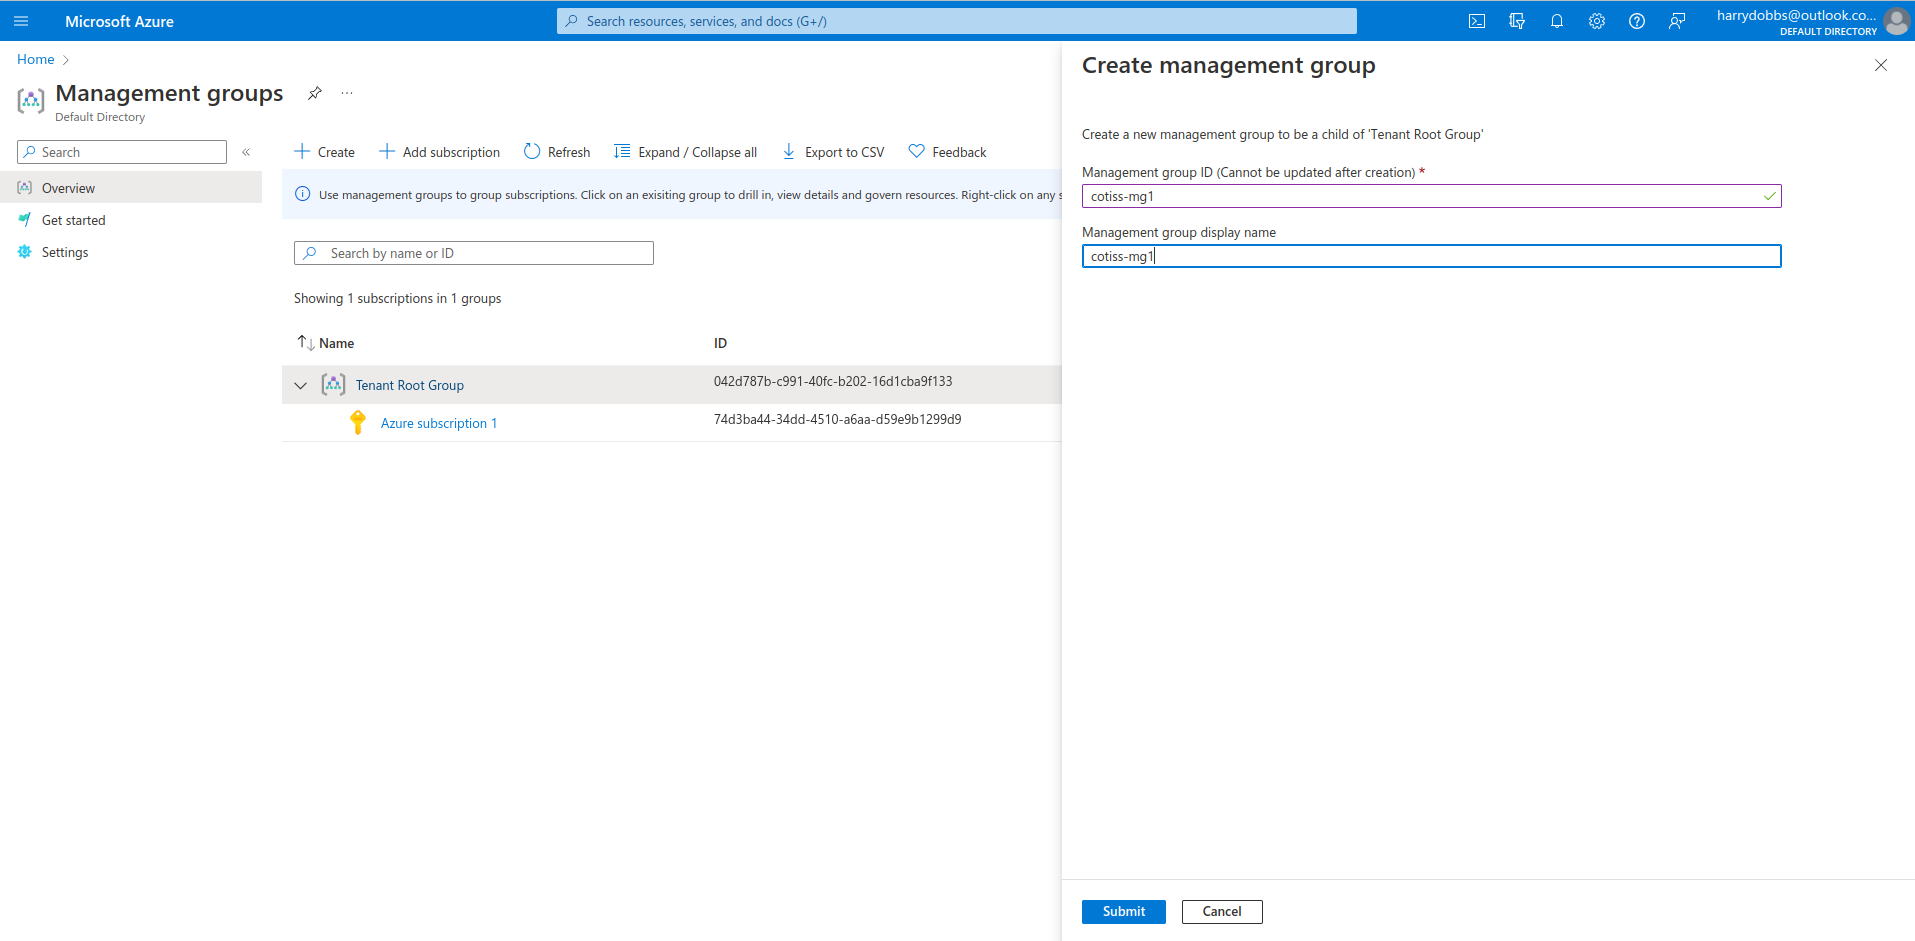 Microsoft Azure
Search resources, services, and docs (G+/)
harrydobbs@outlook.co...
DEFAULT DIRECTORY
Home
Management groups
...
Default Directory
Search
«
Overview
Get started
Settings
Create
Add subscription
Refresh
Expand / Collapse all
Export to CSV
Feedback
Use management groups to group subscriptions. Click on an exisiting group to drill in, view details and govern resources. Right-click on any s
Search by name or ID
Showing 1 subscriptions in 1 groups
Name ID
Tenant Root Group 042d787b-c991-40fc-b202-16d1cba9f133
Azure subscription 1 74d3ba44-34dd-4510-a6aa-d59e9b1299d9
Create management group
Create a new management group to be a child of 'Tenant Root Group'
Management group ID (Cannot be updated after creation) *
cotiss-mg1
Management group display name
cotiss-mg1
Submit Cancel